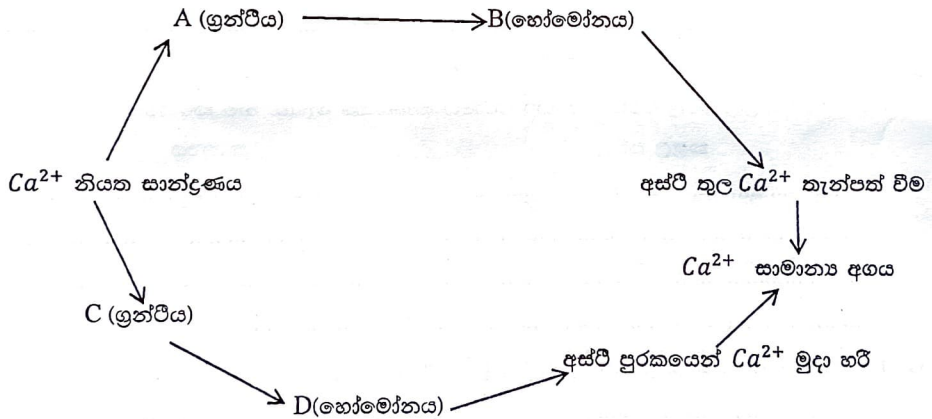 A (ග්‍රන්ථිය)
B(හෝමෝනය)
Ca²⁺ නියත සාන්ද්‍රණය
අස්ථි තුල Ca²⁺ තැන්පත් වීම
Ca²⁺ සාමාන්‍ය අගය
C (ග්‍රන්ථිය)
අස්ථි පුරකයෙන් Ca²⁺ මුදා හරී
D(හෝමෝනය)